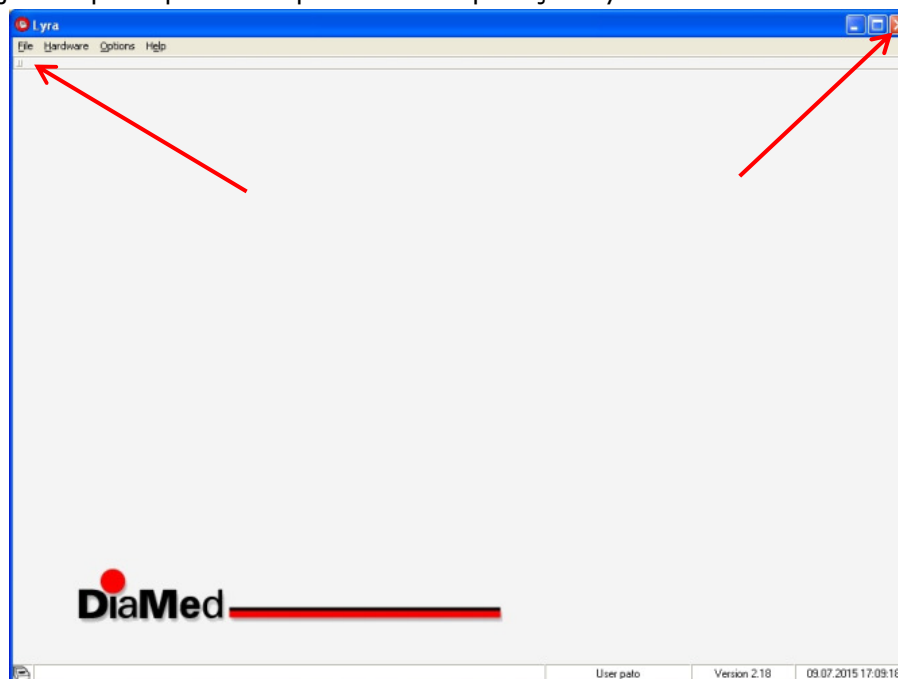 Lyra
File Hardware Options Help
DiaMed
User pato Version 2.18 09.07.2015 17:09:18